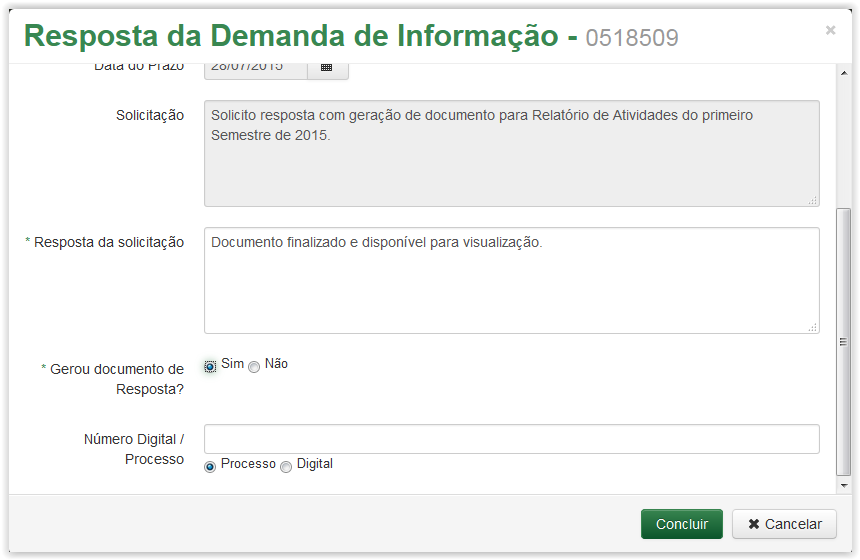 Resposta da Demanda de Informação - 0518509
×
Data do Prazo 28/07/2015
Solicitação
Solicito resposta com geração de documento para Relatório de Atividades do primeiro
Semestre de 2015.
* Resposta da solicitação
Documento finalizado e disponível para visualização.
* Gerou documento de
Resposta?
Sim Não
Número Digital /
Processo
Processo Digital
Concluir
✖ Cancelar